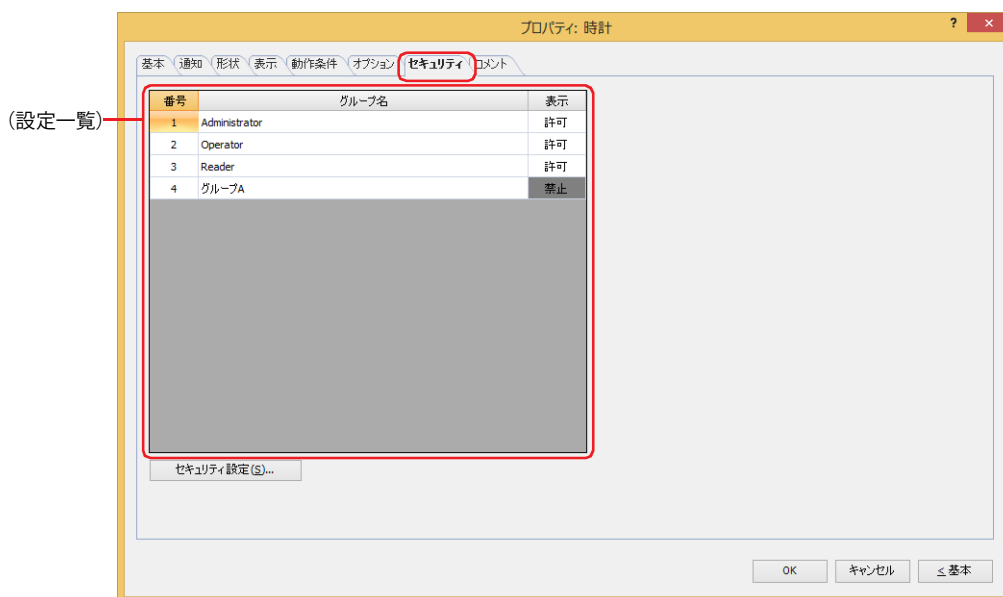 プロパティ: 時計
? ×
基本 通知 形状 表示 動作条件 オプション セキュリティ コメント
(設定一覧)
番号 グループ名 表示
1 Administrator 許可
2 Operator 許可
3 Reader 許可
4 グループA 禁止
セキュリティ設定(S)...
OK キャンセル <基本